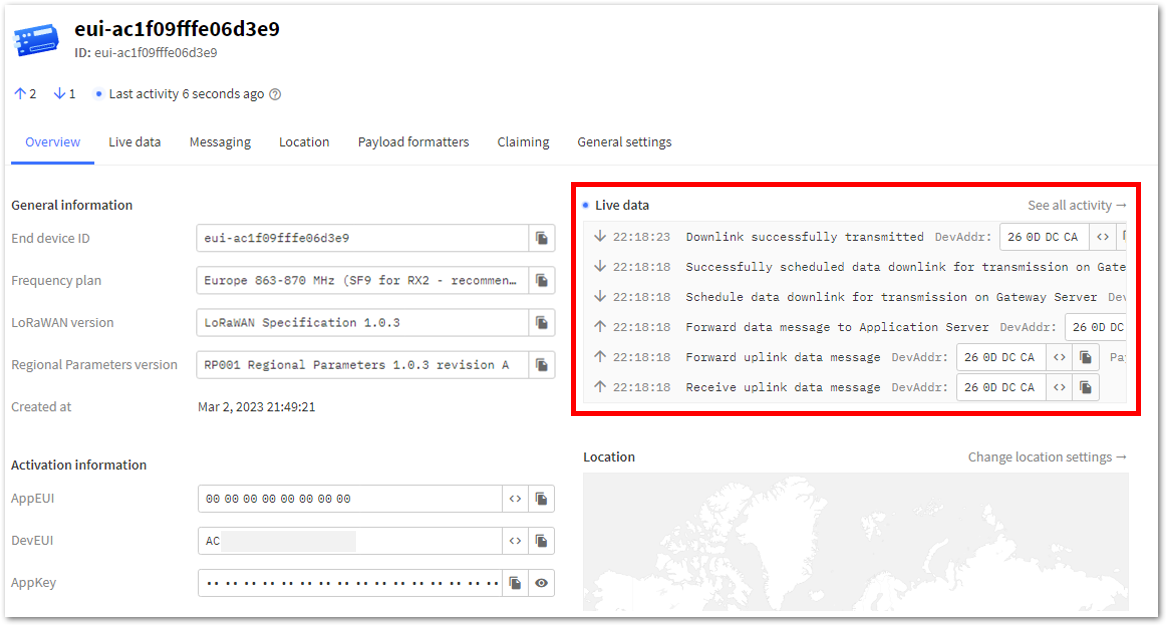 eui-ac1f09fffe06d3e9
ID: eui-ac1f09fffe06d3e9
2 1 Last activity 6 seconds ago
Overview Live data Messaging Location Payload formatters Claiming General settings
General information
End device ID eui-ac1f09fffe06d3e9
Frequency plan Europe 863-870 MHz (SF9 for RX2 - recommen…
LoRaWAN version LoRaWAN Specification 1.0.3
Regional Parameters version RP001 Regional Parameters 1.0.3 revision A
Created at Mar 2, 2023 21:49:21
Activation information
AppEUI 00 00 00 00 00 00 00 00
DevEUI AC
AppKey
Live data See all activity →
↓ 22:18:23 Downlink successfully transmitted DevAddr: 26 0D DC CA <>
↓ 22:18:18 Successfully scheduled data downlink for transmission on Gate
↓ 22:18:18 Schedule data downlink for transmission on Gateway Server Dev
↑ 22:18:18 Forward data message to Application Server DevAddr: 26 0D DC
↑ 22:18:18 Forward uplink data message DevAddr: 26 0D DC CA <> Pa
↑ 22:18:18 Receive uplink data message DevAddr: 26 0D DC CA <>
Location Change location settings →